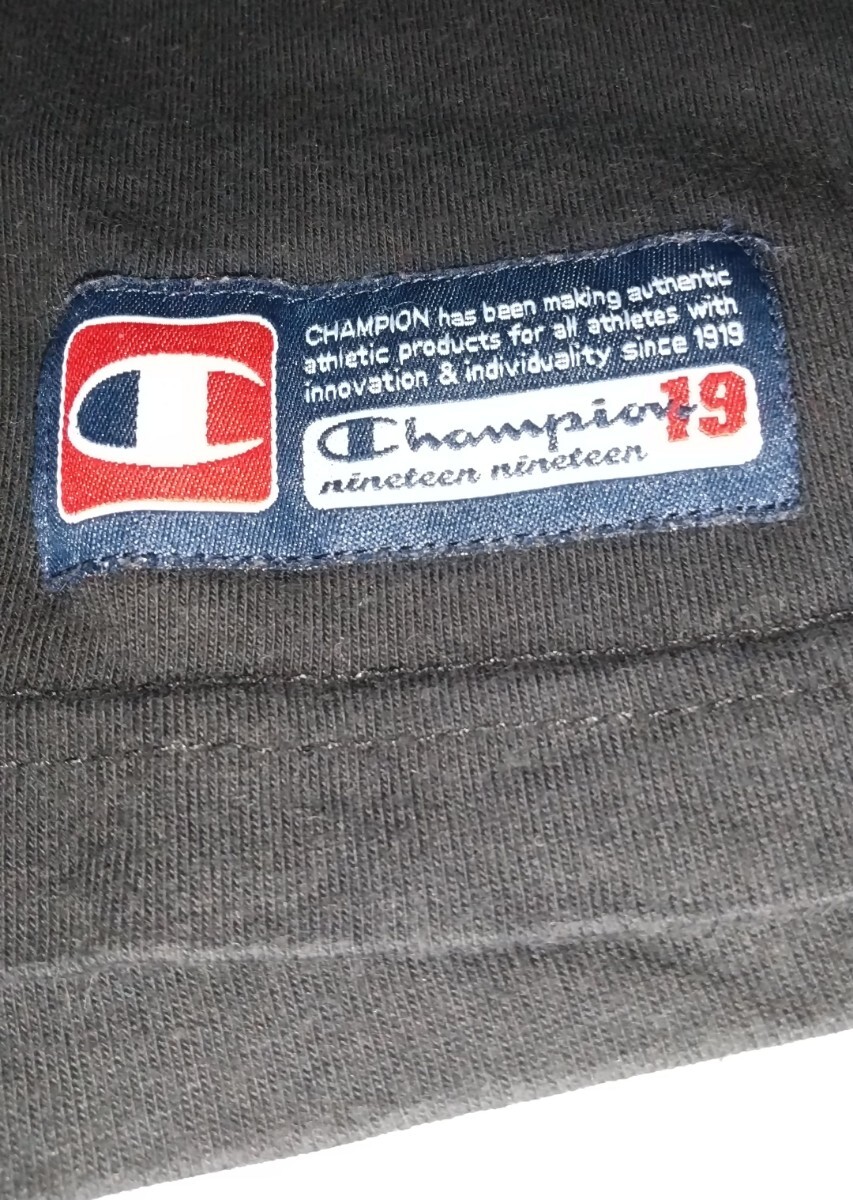 CHAMPION has been making authentic
athletic products for all athletes with
innovation & individuality since 1919
Champion 19
nineteen nineteen